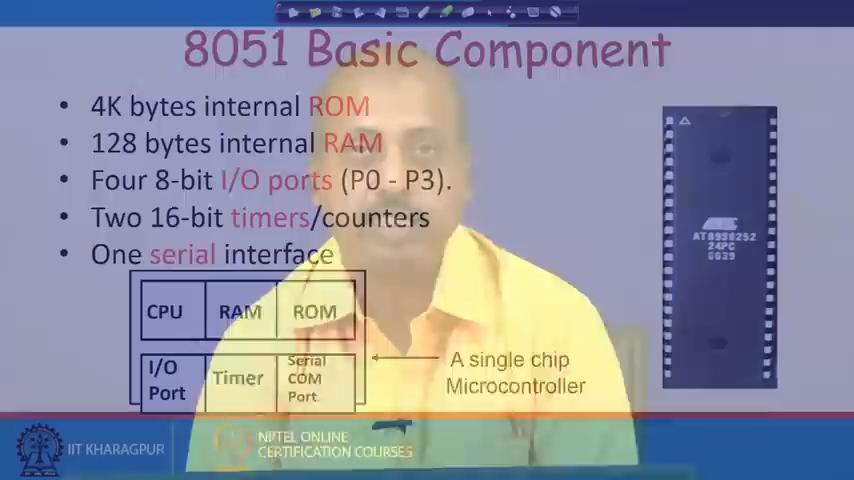 8051 Basic Component
• 4K bytes internal ROM
• 128 bytes internal RAM
• Four 8-bit I/O ports (P0 - P3).
• Two 16-bit timers/counters
• One serial interface
CPU RAM ROM
I/O Port Timer Serial COM Port
A single chip
Microcontroller
AT89S8252
24PC
0039
IIT KHARAGPUR
NPTEL ONLINE
CERTIFICATION COURSES